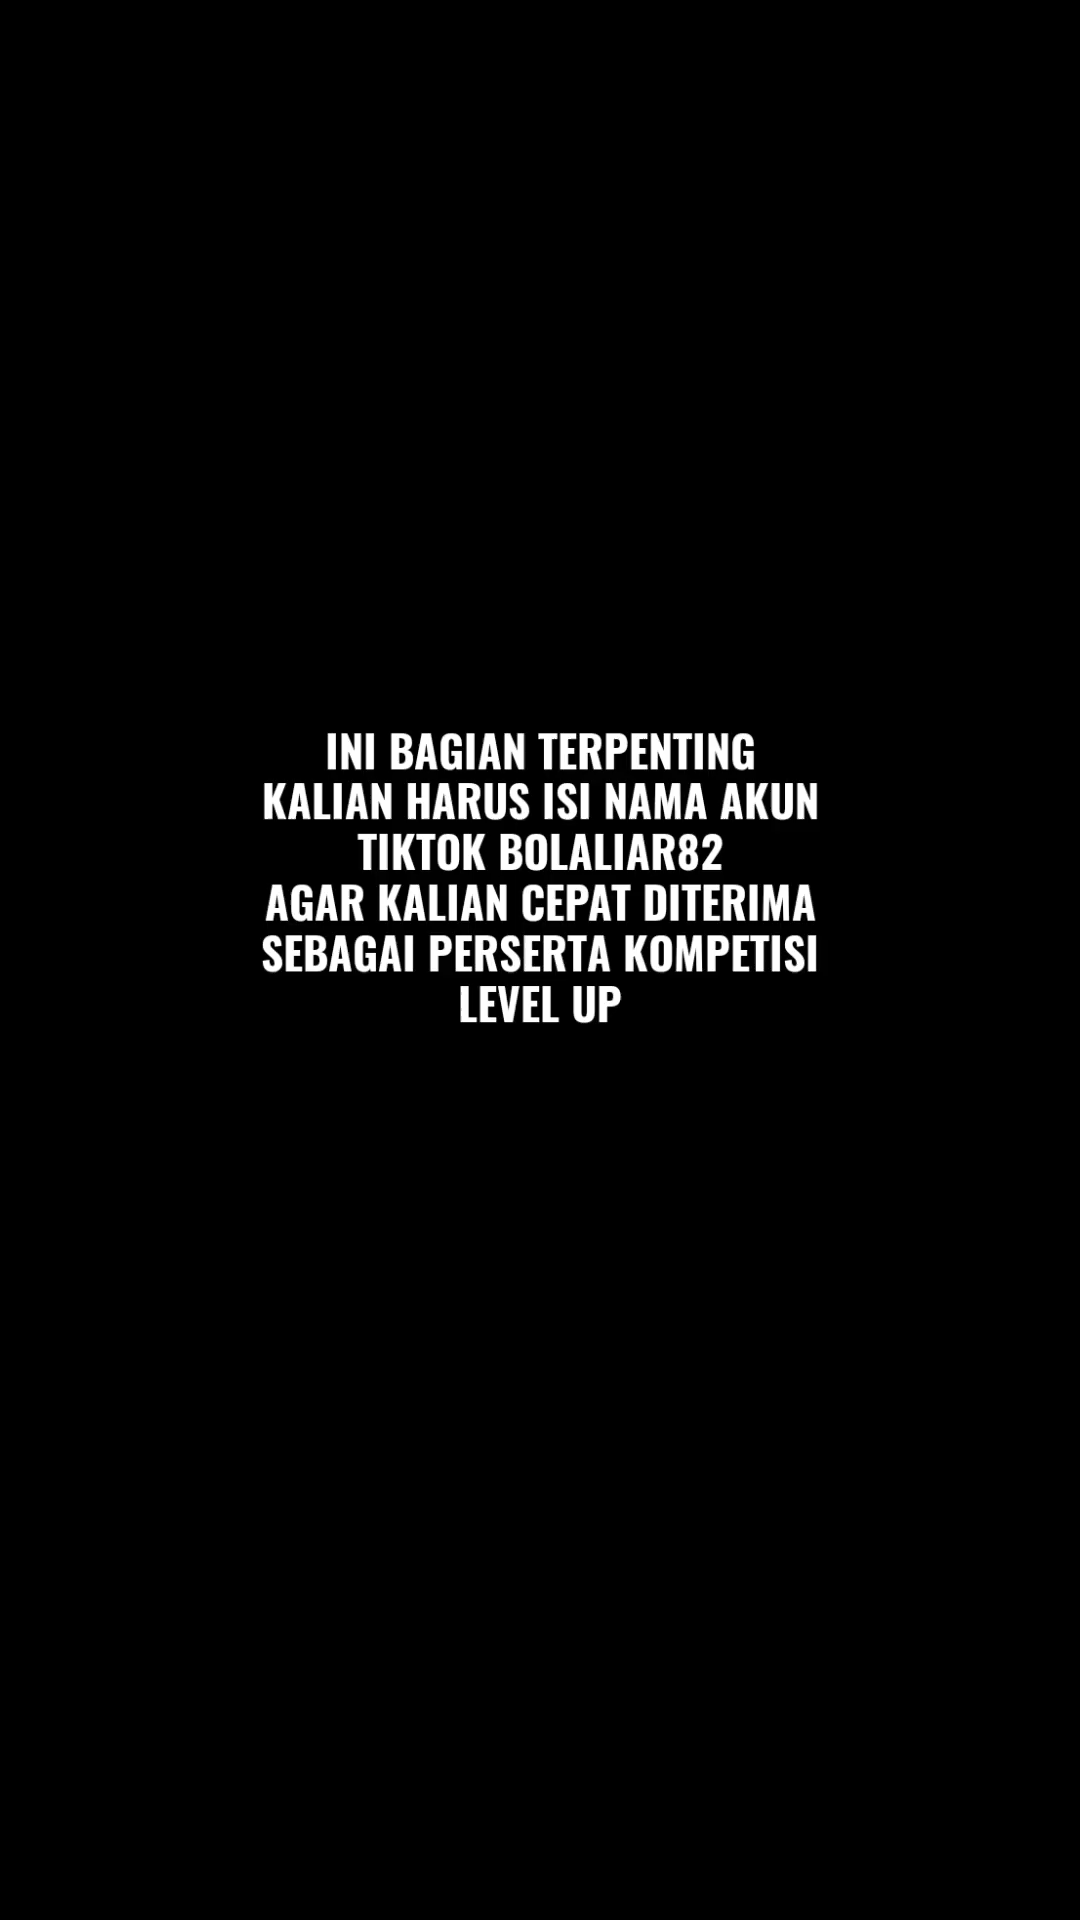 INI BAGIAN TERPENTING
KALIAN HARUS ISI NAMA AKUN
TIKTOK BOLALIAR82
AGAR KALIAN CEPAT DITERIMA
SEBAGAI PERSERTA KOMPETISI
LEVEL UP